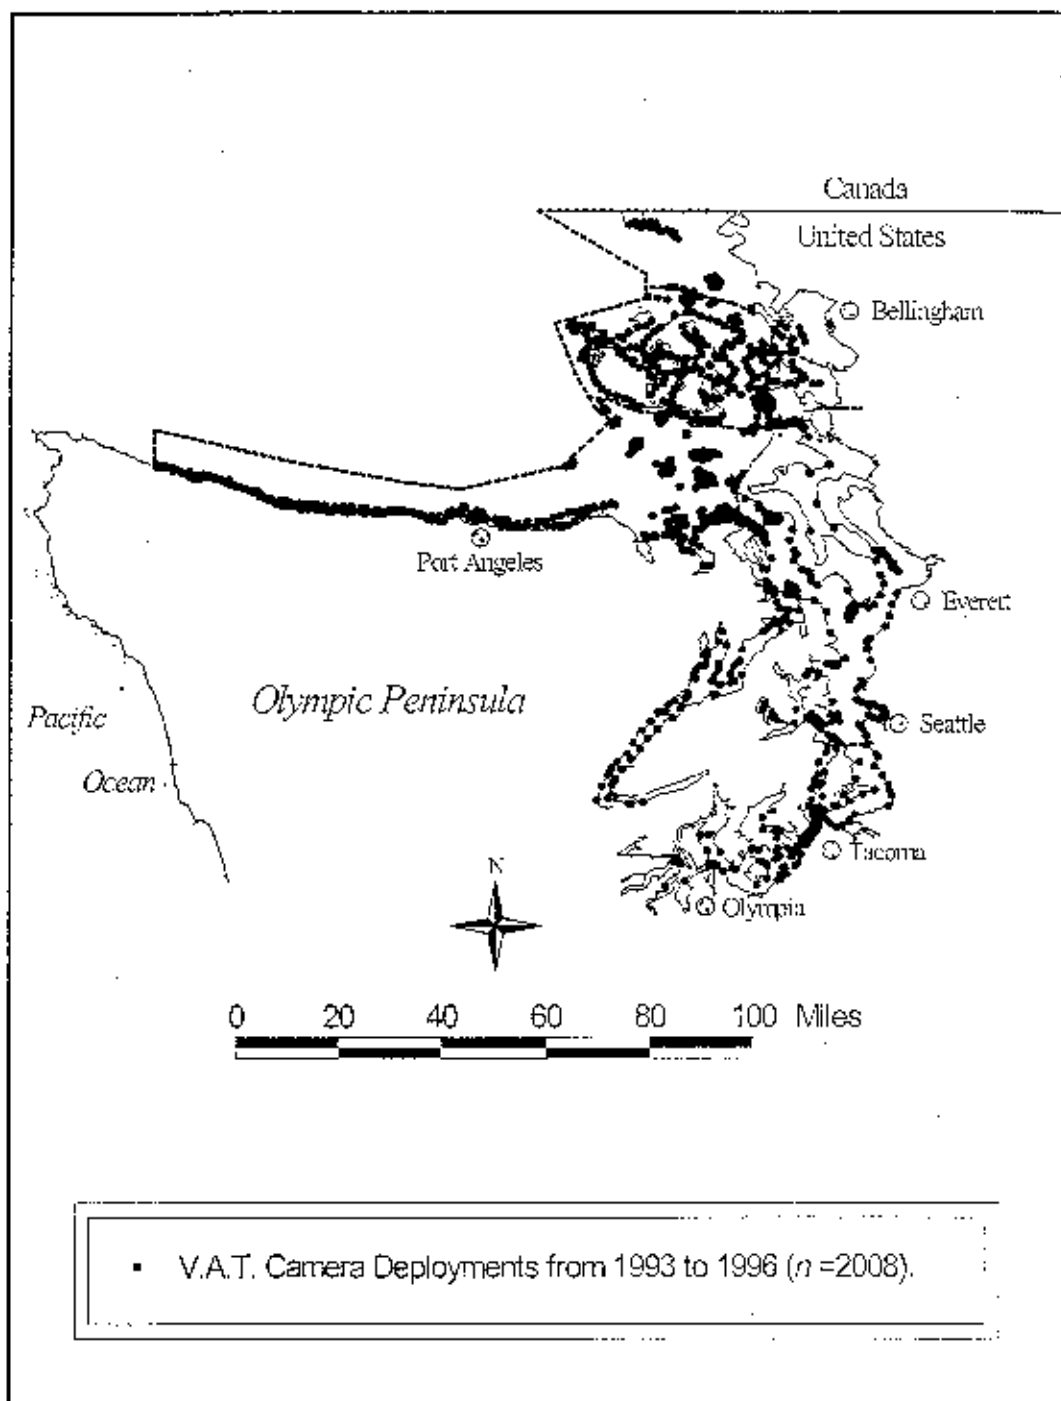 Canada
United States
Bellingham
Port Angeles
Everett
Olympic Peninsula
Pacific
Ocean
Seattle
Tacoma
Olympia
N
0 20 40 60 80 100 Miles
V.A.T. Camera Deployments from 1993 to 1996 (n =2008).